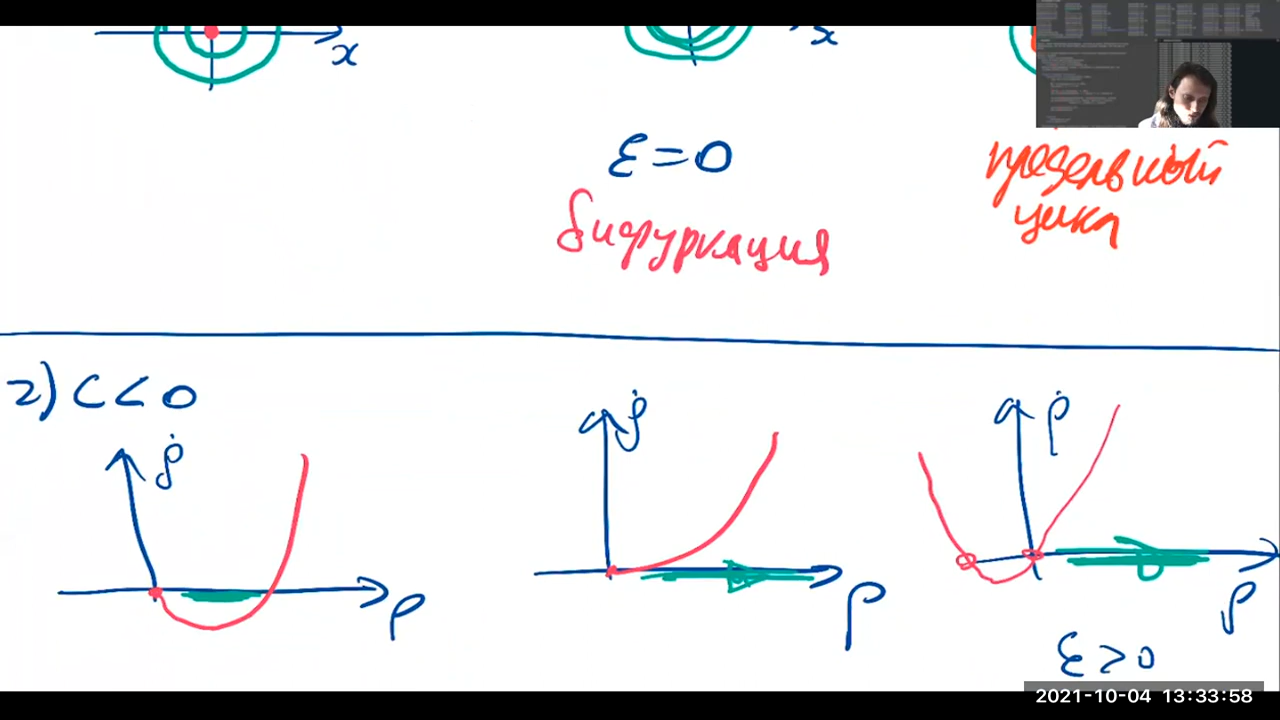 x
x
ε=0
предельный
цикл
бифуркация
2) C<0
ρ̇
ρ̇
ρ̇
ρ
ρ
ρ
ε>0
2021-10-04 13:33:58